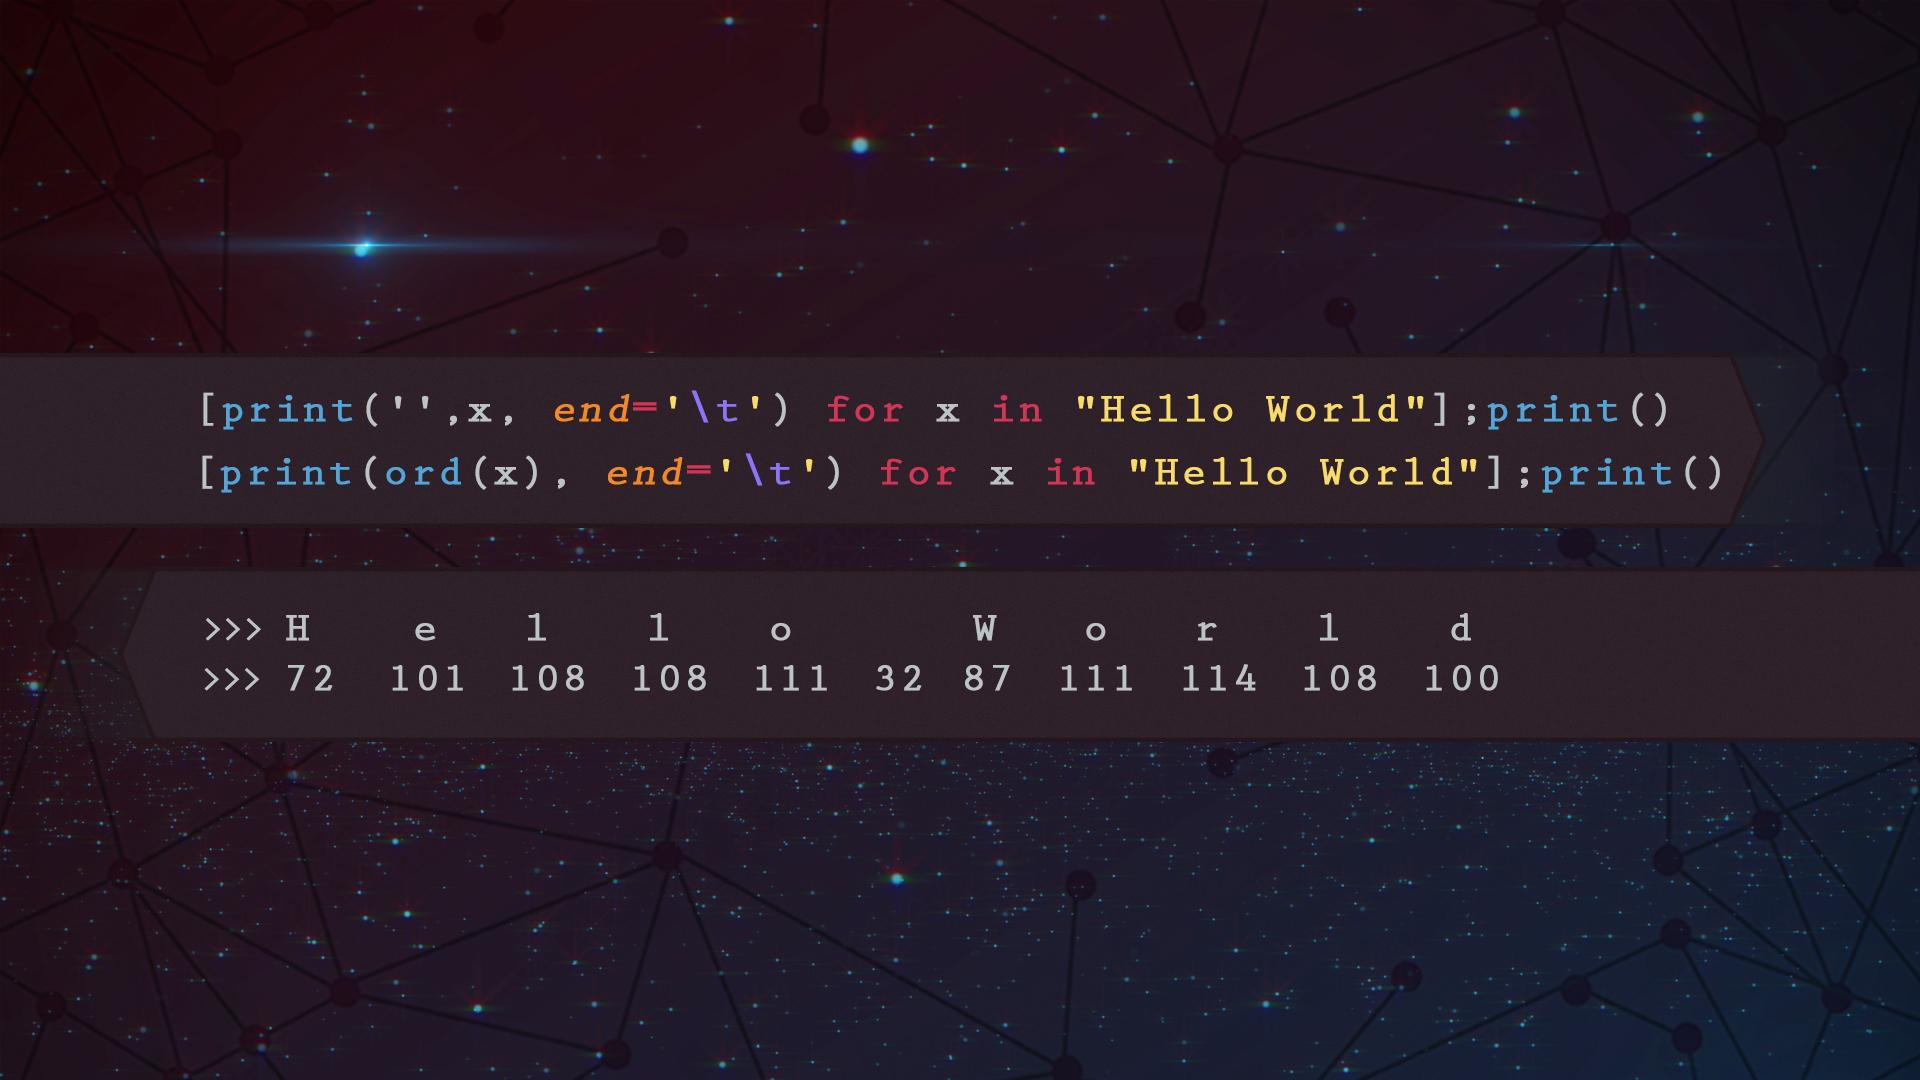 [print('',x, end='\t') for x in "Hello World"];print()
[print(ord(x), end='\t') for x in "Hello World"];print()
>>> H e l l o W o r l d
>>> 72 101 108 108 111 32 87 111 114 108 100